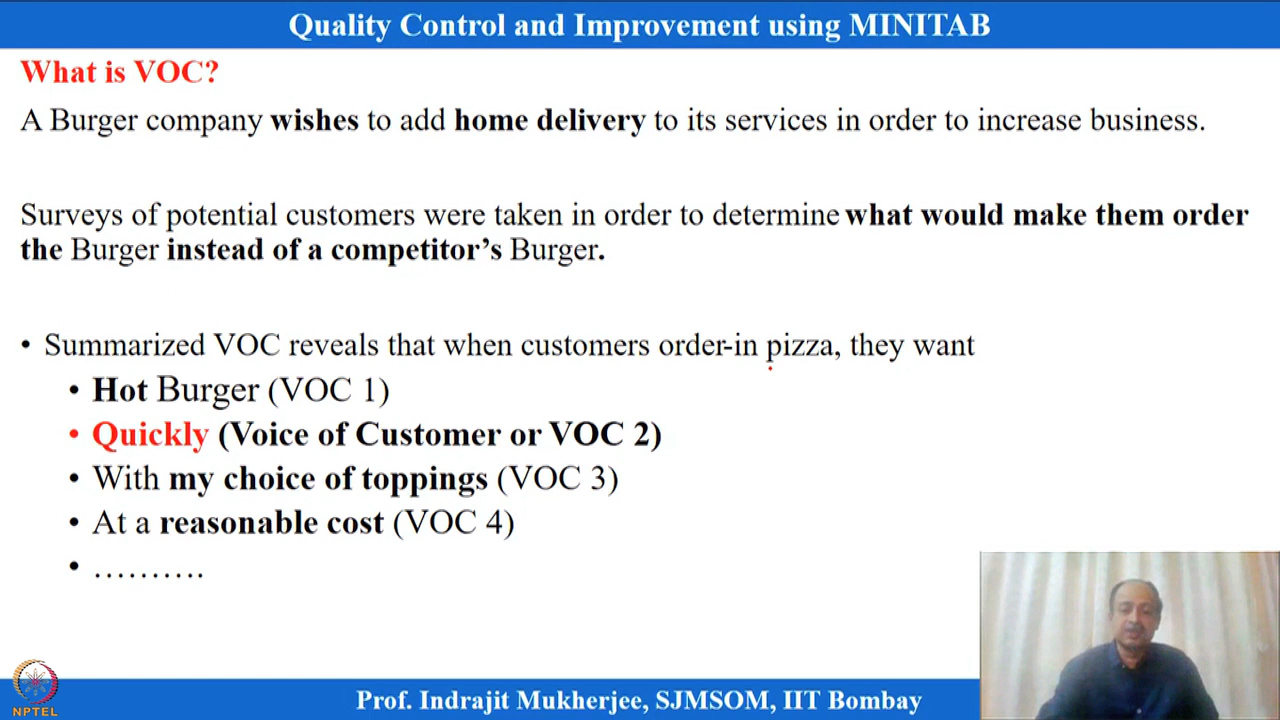 Quality Control and Improvement using MINITAB
What is VOC?
A Burger company wishes to add home delivery to its services in order to increase business.
Surveys of potential customers were taken in order to determine what would make them order
the Burger instead of a competitor’s Burger.
• Summarized VOC reveals that when customers order-in pizza, they want
• Hot Burger (VOC 1)
• Quickly (Voice of Customer or VOC 2)
• With my choice of toppings (VOC 3)
• At a reasonable cost (VOC 4)
• ……….
NPTEL
Prof. Indrajit Mukherjee, SJMSOM, IIT Bombay